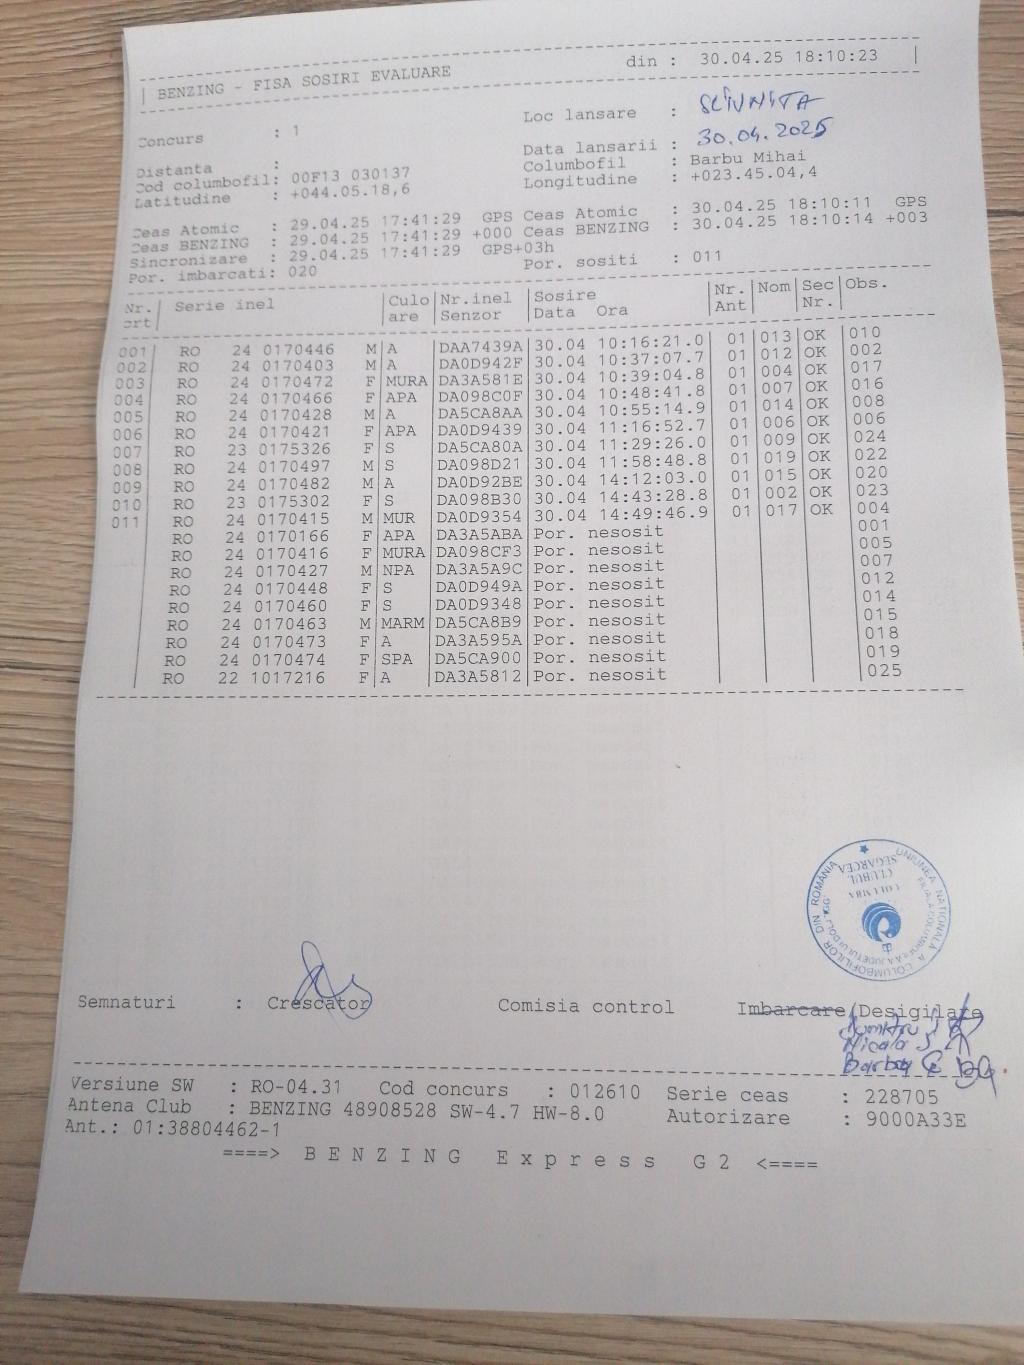 BENZING - FISA SOSIRI EVALUARE din : 30.04.25 18:10:23
Concurs : 1 Loc lansare :
Data lansarii : 30.04.2025
Distanta : Columbofil : Barbu Mihai
Cod columbofil: 00F13 030137 Longitudine : +023.45.04,4
Latitudine : +044.05.18,6
Ceas Atomic : 29.04.25 17:41:29 GPS Ceas Atomic : 30.04.25 18:10:11 GPS
Ceas BENZING : 29.04.25 17:41:29 +000 Ceas BENZING : 30.04.25 18:10:14 +003
Sincronizare : 29.04.25 17:41:29 GPS+03h
Por. imbarcati: 020 Por. sositi : 011
Nr. Serie inel Culo Nr.inel Sosire Nr. Nom Sec Obs.
crt are Senzor Data Ora Ant Nr.
001 RO 24 0170446 M A DAA7439A 30.04 10:16:21.0 01 013 OK 010
002 RO 24 0170403 M A DA0D942F 30.04 10:37:07.7 01 012 OK 002
003 RO 24 0170472 F MURA DA3A581E 30.04 10:39:04.8 01 004 OK 017
004 RO 24 0170466 F APA DA098C0F 30.04 10:48:41.8 01 007 OK 016
005 RO 24 0170428 M A DA5CA8AA 30.04 10:55:14.9 01 014 OK 008
006 RO 24 0170421 F APA DA0D9439 30.04 11:16:52.7 01 006 OK 006
007 RO 23 0175326 F S DA5CA80A 30.04 11:29:26.0 01 009 OK 024
008 RO 24 0170497 M S DA098D21 30.04 11:58:48.8 01 019 OK 022
009 RO 24 0170482 M A DA0D92BE 30.04 14:12:03.0 01 015 OK 020
010 RO 23 0175302 F S DA098B30 30.04 14:43:28.8 01 002 OK 023
011 RO 24 0170415 M MUR DA0D9354 30.04 14:49:46.9 01 017 OK 004
RO 24 0170166 F APA DA3A5ABA Por. nesosit 001
RO 24 0170416 F MURA DA098CF3 Por. nesosit 005
RO 24 0170427 M NPA DA3A5A9C Por. nesosit 007
RO 24 0170448 F S DA0D949A Por. nesosit 012
RO 24 0170460 F S DA0D9348 Por. nesosit 014
RO 24 0170463 M MARM DA5CA8B9 Por. nesosit 015
RO 24 0170473 F A DA3A595A Por. nesosit 018
RO 24 0170474 F SPA DA5CA900 Por. nesosit 019
RO 22 1017216 F A DA3A5812 Por. nesosit 025
UNIUNEA NATIONALA A COLUMBOFILILOR DIN ROMANIA
CLUBUL
SEGARCEA
Semnaturi : Crescator Comisia control Imbarcare/Desigilare
Versiune SW : RO-04.31 Cod concurs : 012610 Serie ceas : 228705
Antena Club : BENZING 48908528 SW-4.7 HW-8.0 Autorizare : 9000A33E
Ant.: 01:38804462-1
====> BENZING Express G2 <====